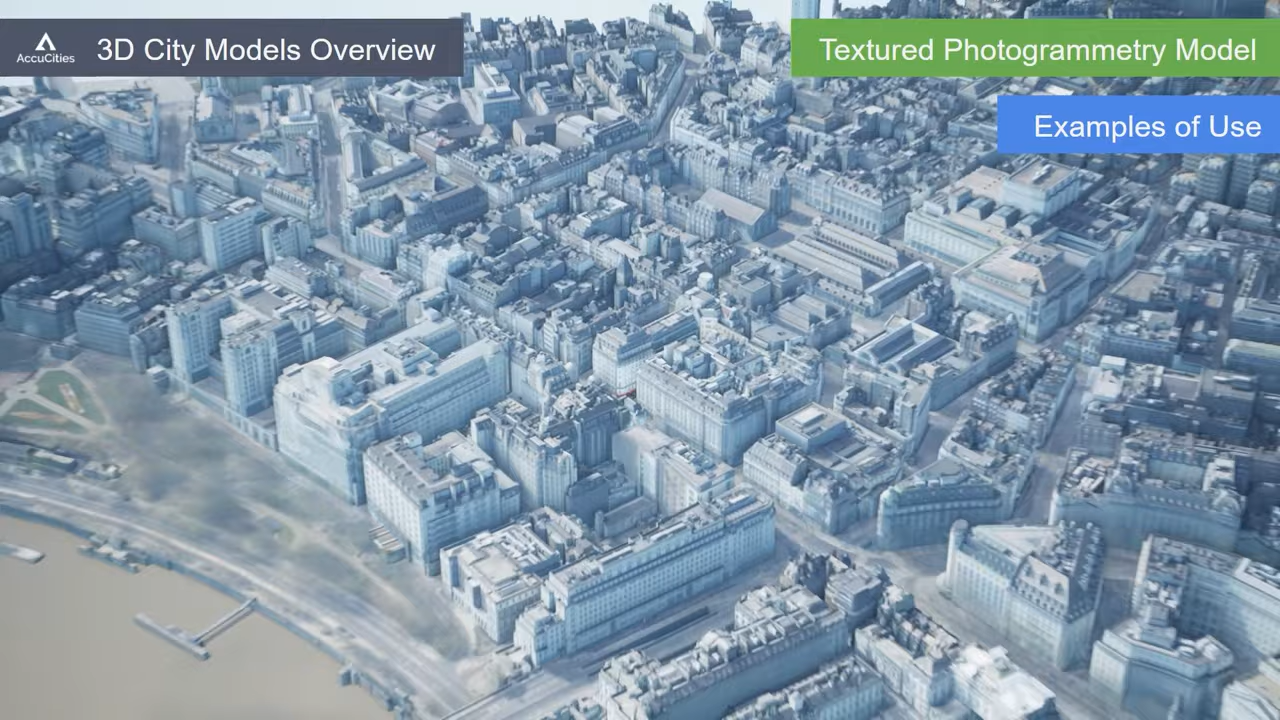 AccuCities
3D City Models Overview
Textured Photogrammetry Model
Examples of Use